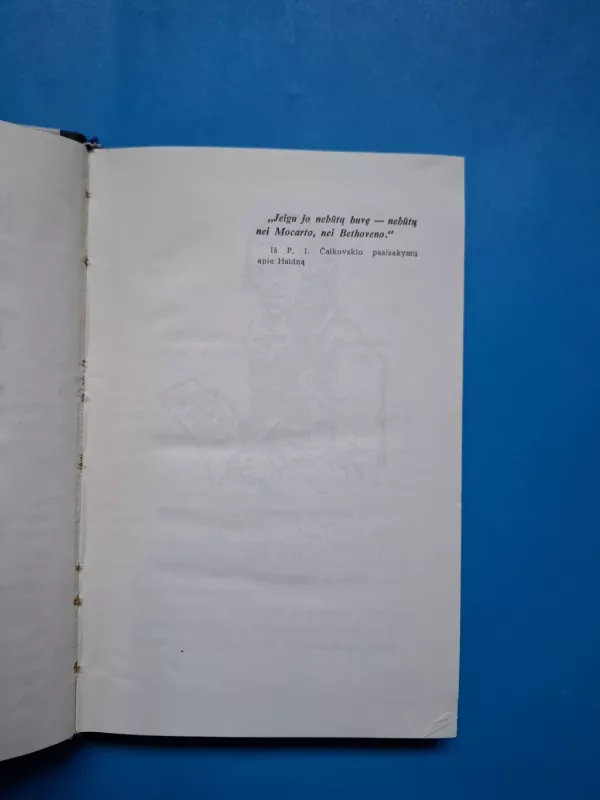 „Jeigu jo nebūtų buvę — nebūtų
nei Mocarto, nei Bethoveno.“
Iš P. I. Čaikovskio pasisakymų
apie Haidną